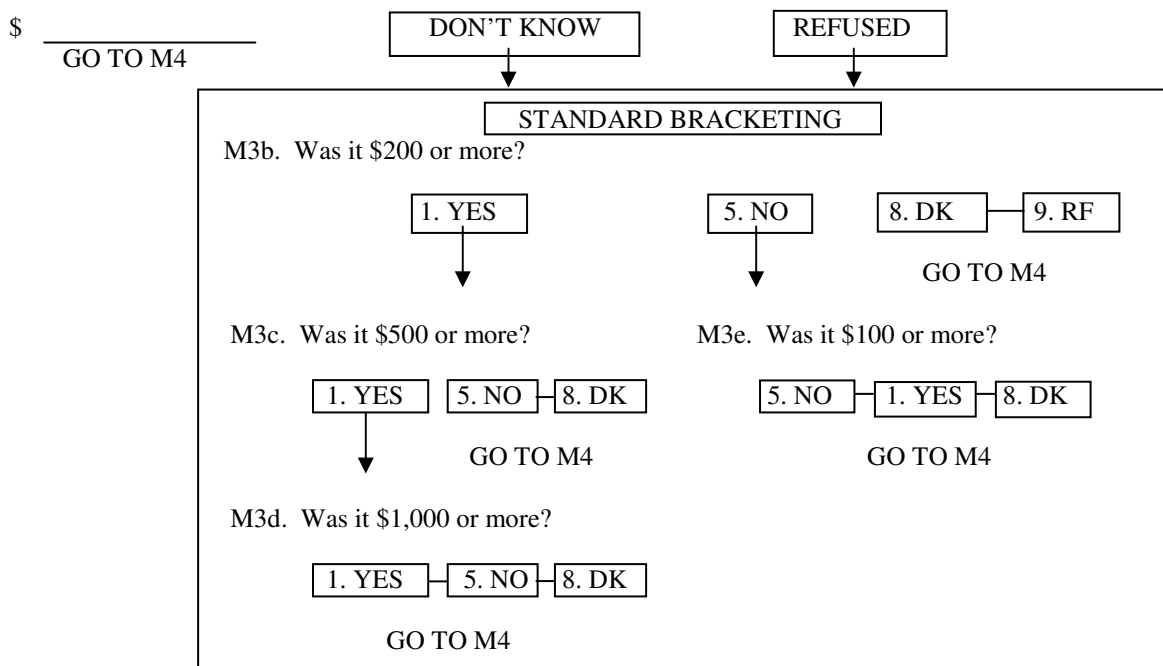 $ ____________ DON'T KNOW REFUSED
GO TO M4
STANDARD BRACKETING
M3b. Was it $200 or more?
1. YES 5. NO 8. DK 9. RF
GO TO M4
M3c. Was it $500 or more? M3e. Was it $100 or more?
1. YES 5. NO 8. DK 5. NO 1. YES 8. DK
GO TO M4 GO TO M4
M3d. Was it $1,000 or more?
1. YES 5. NO 8. DK
GO TO M4